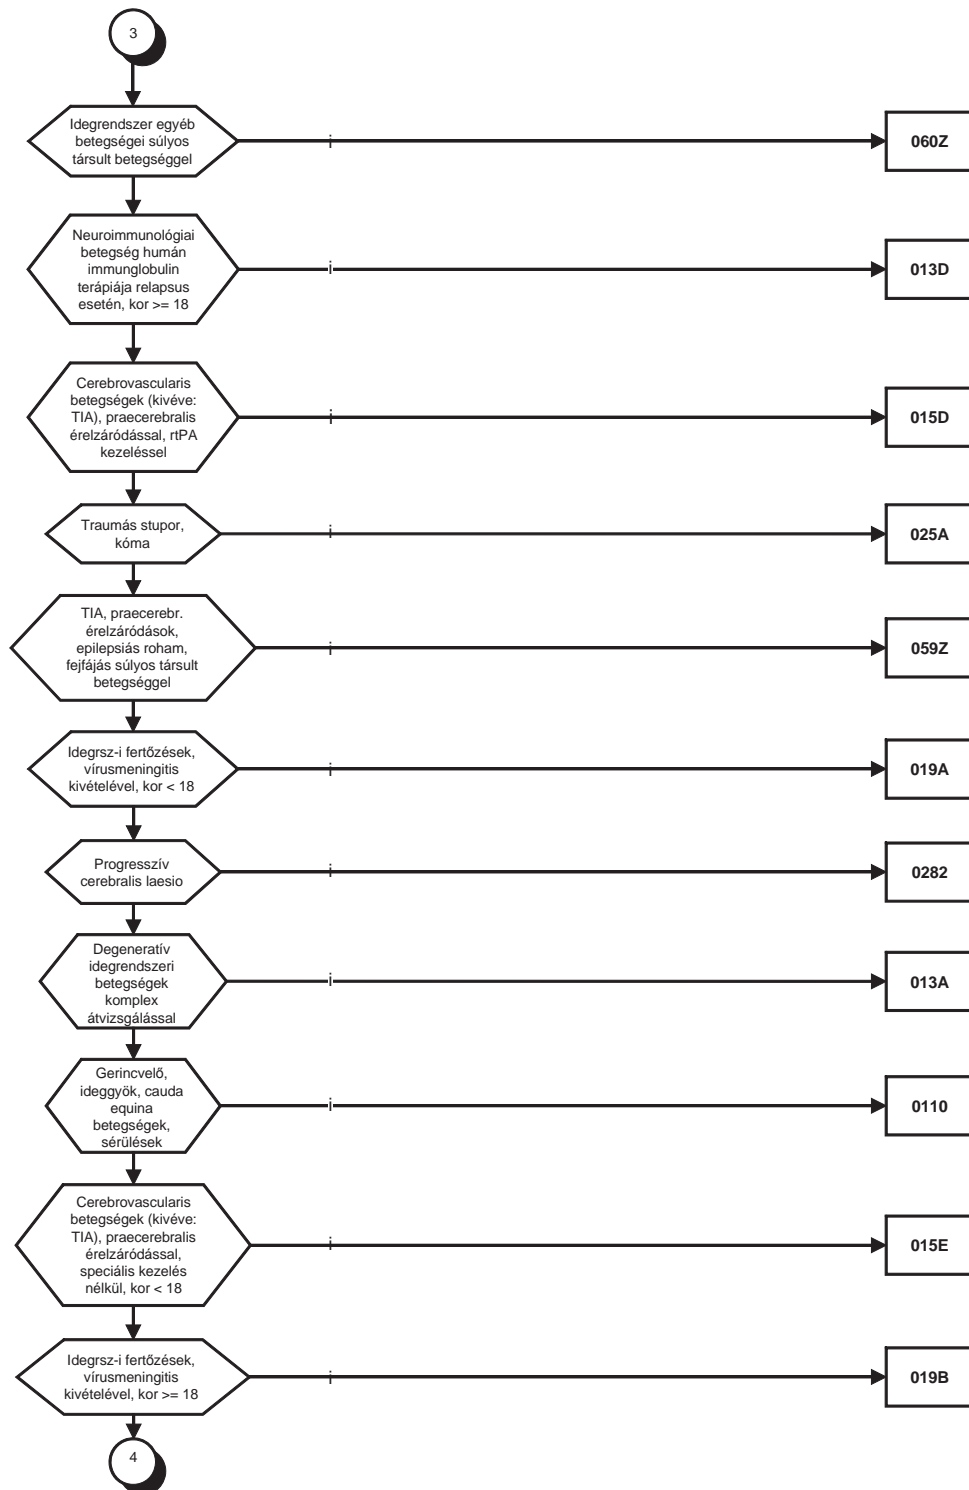 3
Idegrendszer egyéb
betegségei súlyos
társult betegséggel
i
060Z
Neuroimmunológiai
betegség humán
immunglobulin
terápiája relapsus
esetén, kor >= 18
i
013D
Cerebrovascularis
betegségek (kivéve:
TIA), praecerebralis
érelzáródással, rtPA
kezeléssel
i
015D
Traumás stupor,
kóma
i
025A
TIA, praecerebr.
érelzáródások,
epilepsiás roham,
fejfájás súlyos társult
betegséggel
i
059Z
Idegrsz-i fertőzések,
vírusmeningitis
kivételével, kor < 18
i
019A
Progresszív
cerebralis laesio
i
0282
Degeneratív
idegrendszeri
betegségek
komplex
átvizsgálással
i
013A
Gerincvelő,
ideggyök, cauda
equina
betegségek,
sérülések
i
0110
Cerebrovascularis
betegségek (kivéve:
TIA), praecerebralis
érelzáródással,
speciális kezelés
nélkül, kor < 18
i
015E
Idegrsz-i fertőzések,
vírusmeningitis
kivételével, kor >= 18
i
019B
4